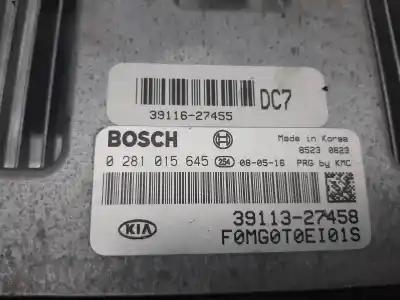 39116-27455
DC7
BOSCH
Made in Korea
8523 0823
0 281 015 645 254 08-05-16 PRG by KMC
39113-27458
KIA
F0MG0T0EI01S